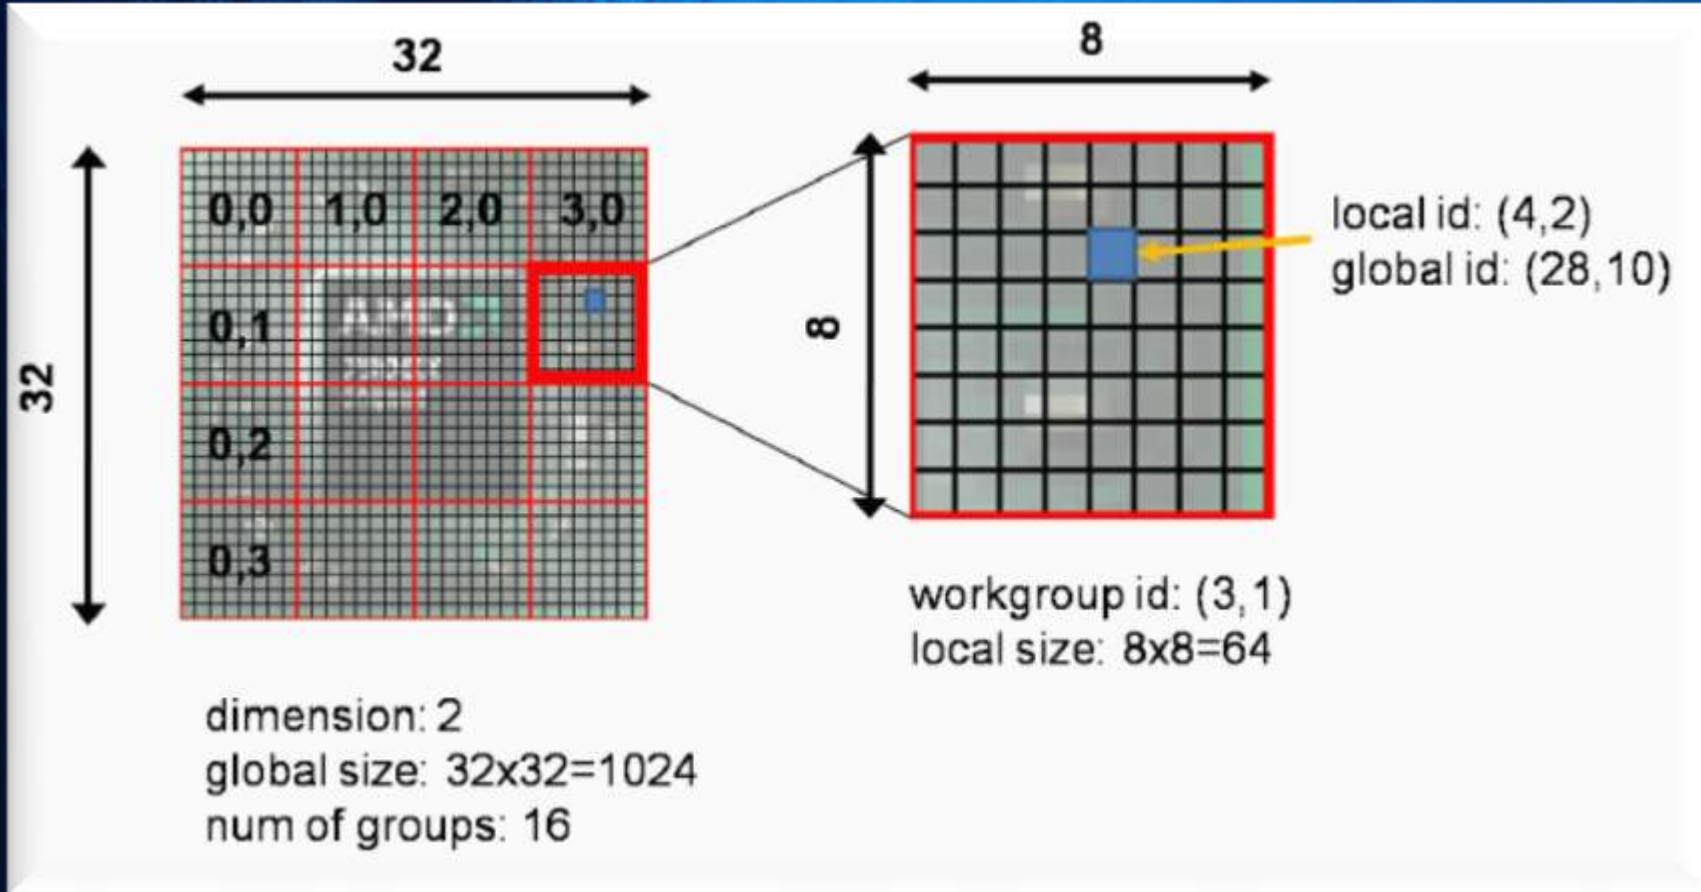 32
8
32
0,0 1,0 2,0 3,0
0,1
0,2
0,3
AMD
8
local id: (4,2)
global id: (28,10)
workgroup id: (3,1)
local size: 8x8=64
dimension: 2
global size: 32x32=1024
num of groups: 16